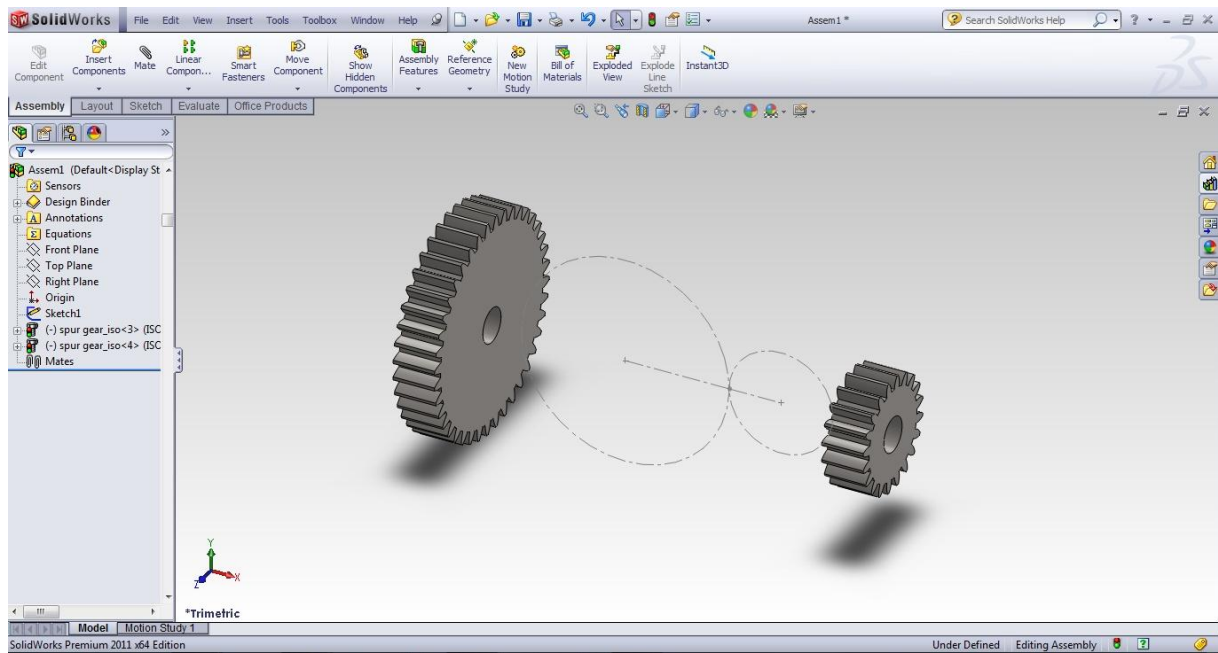 SolidWorks File Edit View Insert Tools Toolbox Window Help Assem1 * Search SolidWorks Help
Edit Component
Insert Components
Mate
Linear Compon...
Smart Fasteners
Move Component
Show Hidden Components
Assembly Features
Reference Geometry
New Motion Study
Bill of Materials
Exploded View
Explode Line Sketch
Instant3D
Assembly Layout Sketch Evaluate Office Products
Assem1 (Default<Display St
Sensors
Design Binder
Annotations
Equations
Front Plane
Top Plane
Right Plane
Origin
Sketch1
(-) spur gear_iso<3> (ISC
(-) spur gear_iso<4> (ISC
Mates
Y
Z X
*Trimetric
Model Motion Study 1
SolidWorks Premium 2011 x64 Edition Under Defined Editing Assembly